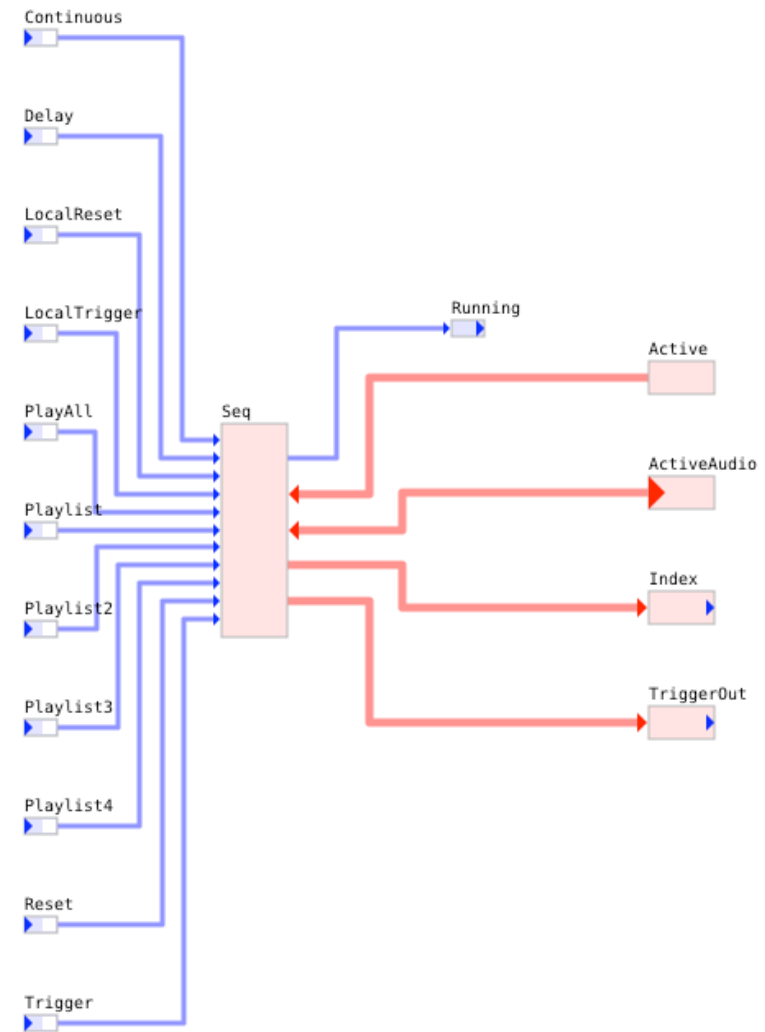 Continuous
Delay
LocalReset
LocalTrigger
Running
Active
PlayAll
Seq
ActiveAudio
Playlist
Index
Playlist2
Playlist3
TriggerOut
Playlist4
Reset
Trigger